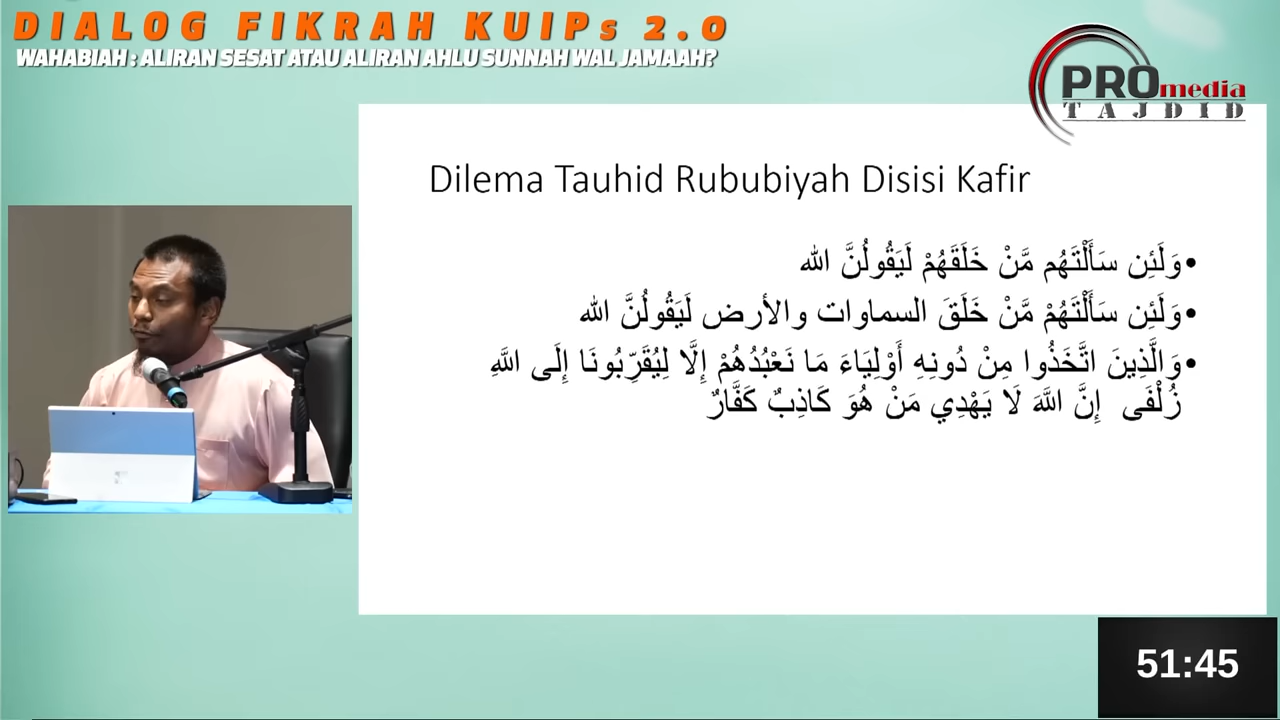 DIALOG FIKRAH KUIPs 2.0
WAHABIAH : ALIRAN SESAT ATAU ALIRAN AHLU SUNNAH WAL JAMAAH?
PROmedia
TAJDID
Dilema Tauhid Rububiyah Disisi Kafir
•وَلَئِن سَأَلْتَهُم مَّنْ خَلَقَهُمْ لَيَقُولُنَّ الله
•وَلَئِن سَأَلْتَهُمْ مَّنْ خَلَقَ السماوات والأرض لَيَقُولُنَّ الله
•وَالَّذِينَ اتَّخَذُوا مِنْ دُونِهِ أَوْلِيَاءَ مَا نَعْبُدُهُمْ إِلَّا لِيُقَرِّبُونَا إِلَى اللَّهِ
زُلْفَى إِنَّ اللَّهَ لَا يَهْدِي مَنْ هُوَ كَاذِبٌ كَفَّارٌ
51:45